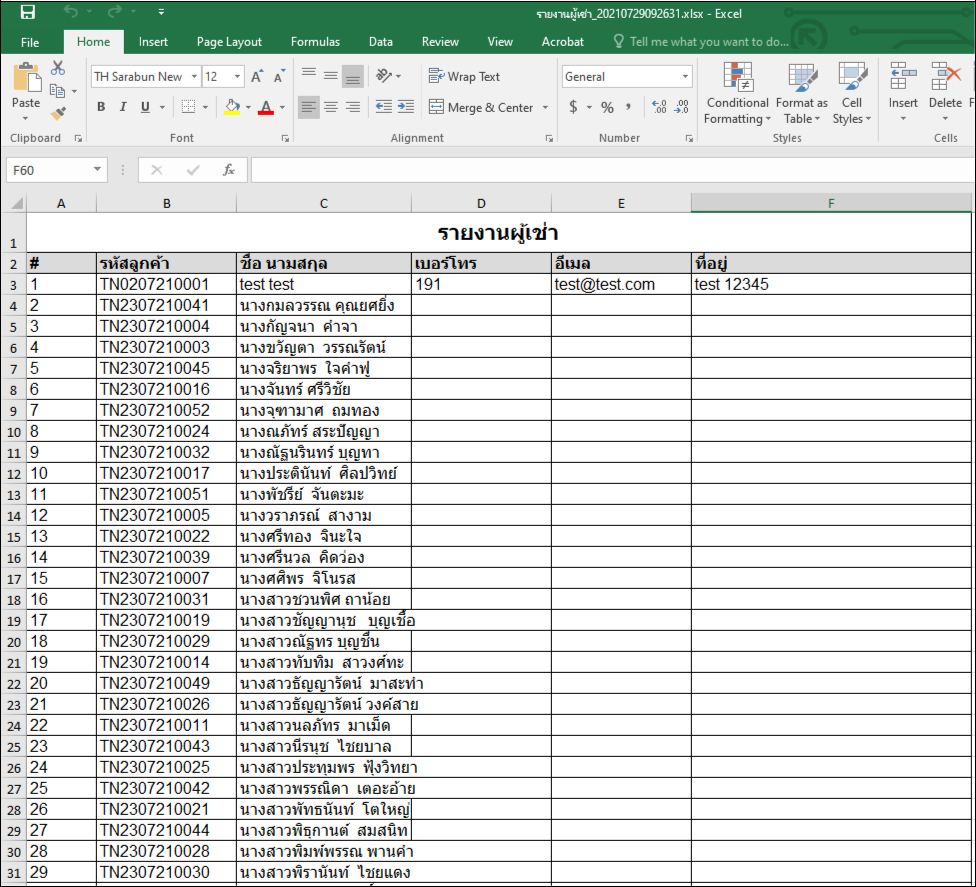 รายงานผู้เช่า_20210729092631.xlsx - Excel
File Home Insert Page Layout Formulas Data Review View Acrobat Tell me what you want to do...
Paste TH Sarabun New 12 Wrap Text General Conditional Formatting Format as Table Cell Styles Insert Delete F
B I U Merge & Center $ % ,
Clipboard Font Alignment Number Styles Cells
F60 fx
A B C D E F
1 รายงานผู้เช่า
2 # รหัสลูกค้า ชื่อ นามสกุล เบอร์โทร อีเมล ที่อยู่
3 1 TN0207210001 test test 191 test@test.com test 12345
4 2 TN2307210041 นางกมลวรรณ คุณยศยิ่ง
5 3 TN2307210004 นางกัญจนา คำจา
6 4 TN2307210003 นางขวัญตา วรรณรัตน์
7 5 TN2307210045 นางจริยาพร ใจคำฟู
8 6 TN2307210016 นางจันทร์ ศรีวิชัย
9 7 TN2307210052 นางจุฑามาศ ถมทอง
10 8 TN2307210024 นางณภัทร์ สระปัญญา
11 9 TN2307210032 นางณัฐนรินทร์ บุญทา
12 10 TN2307210017 นางประตินันท์ ศิลปวิทย์
13 11 TN2307210051 นางพัชรีย์ จันตะมะ
14 12 TN2307210005 นางวราภรณ์ สางาม
15 13 TN2307210022 นางศรีทอง จินะใจ
16 14 TN2307210039 นางศรีนวล คิดว่อง
17 15 TN2307210007 นางศศิพร จิโนรส
18 16 TN2307210031 นางสาวชวนพิศ ถาน้อย
19 17 TN2307210019 นางสาวชัญญานุช บุญเชื้อ
20 18 TN2307210029 นางสาวณัฐทร บุญชื่น
21 19 TN2307210014 นางสาวทับทิม สาวงศ์ทะ
22 20 TN2307210049 นางสาวธัญญารัตน์ มาสะทำ
23 21 TN2307210026 นางสาวธัญญารัตน์ วงค์สาย
24 22 TN2307210011 นางสาวนลภัทร มาเม็ด
25 23 TN2307210043 นางสาวนีรนุช ไชยบาล
26 24 TN2307210025 นางสาวประทุมพร ฟุ้งวิทยา
27 25 TN2307210042 นางสาวพรรณิดา เตอะอ้าย
28 26 TN2307210021 นางสาวพัทธนันท์ โตใหญ่
29 27 TN2307210044 นางสาวพิธุกานต์ สมสนิท
30 28 TN2307210028 นางสาวพิมพ์พรรณ พานคำ
31 29 TN2307210030 นางสาวพิรานันท์ ไชยแดง